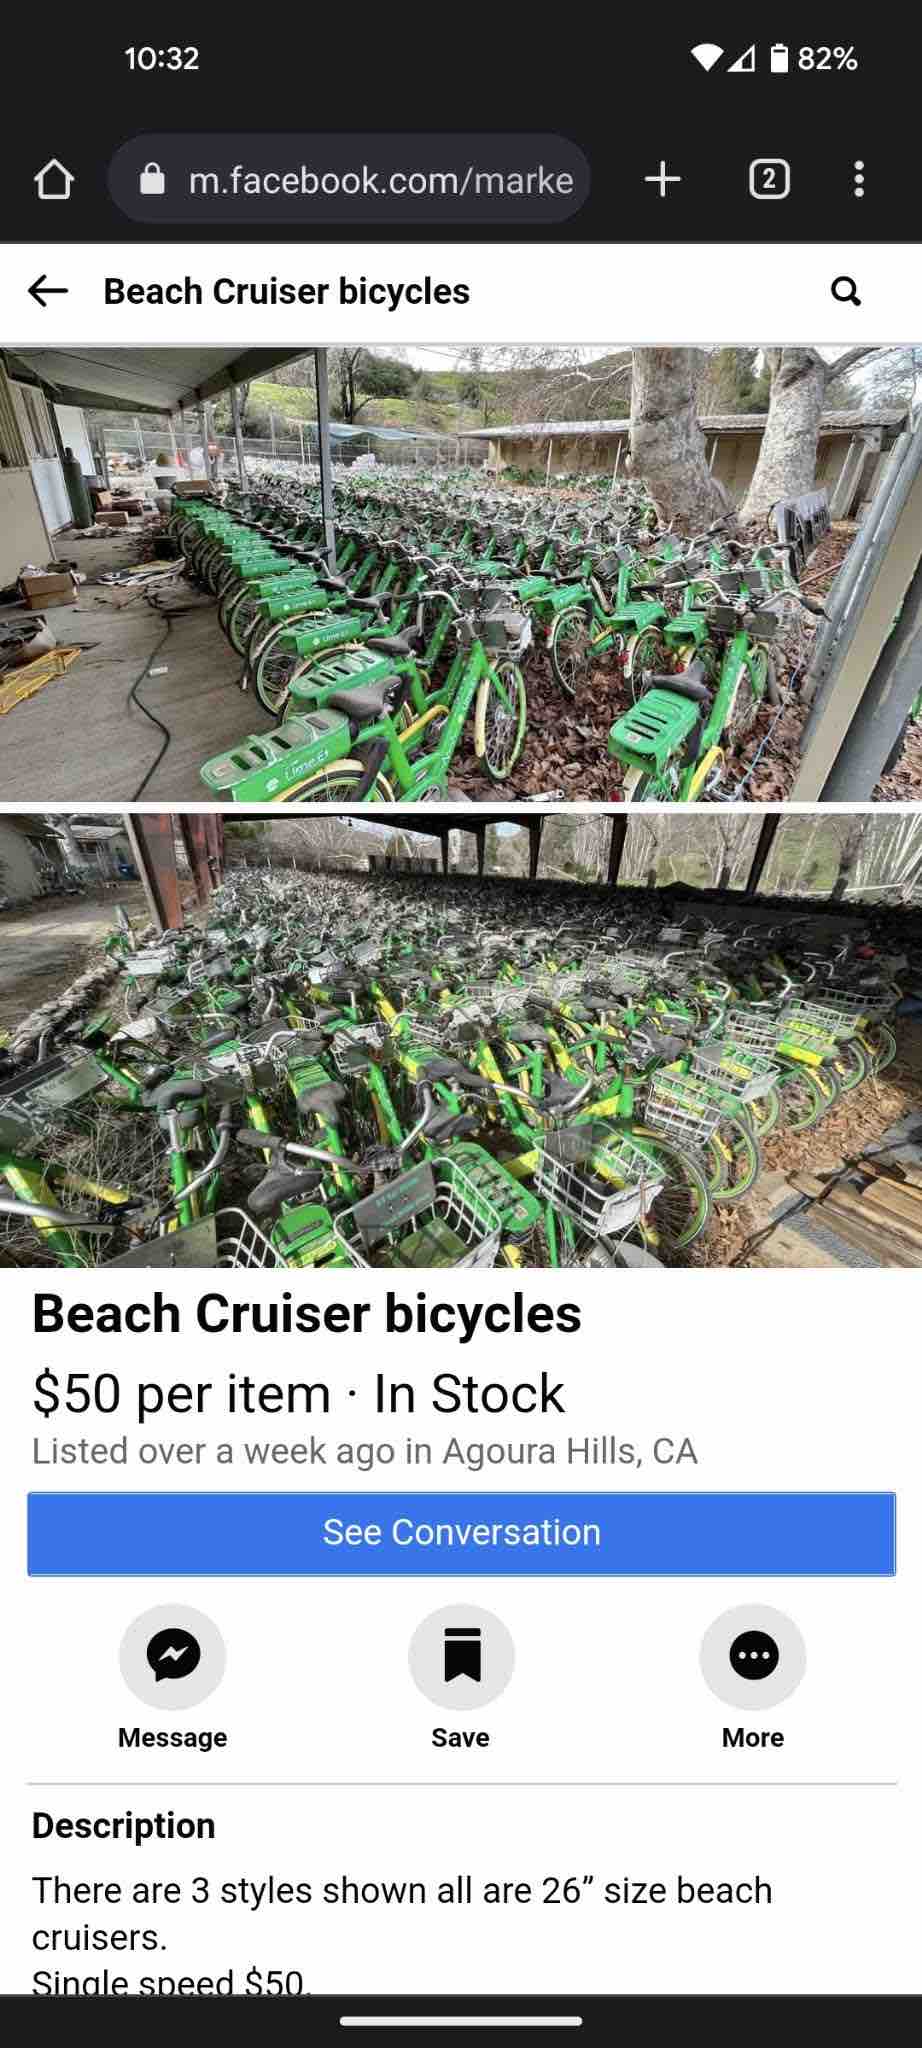 10:32
82%
m.facebook.com/marke
2
Beach Cruiser bicycles
Lime-E
Lime-E
Beach Cruiser bicycles
$50 per item · In Stock
Listed over a week ago in Agoura Hills, CA
See Conversation
Message
Save
More
Description
There are 3 styles shown all are 26” size beach
cruisers.
Single speed $50.